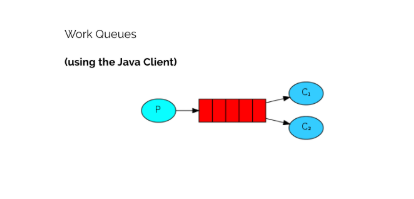 Work Queues
(using the Java Client)
P
C₁
C₂